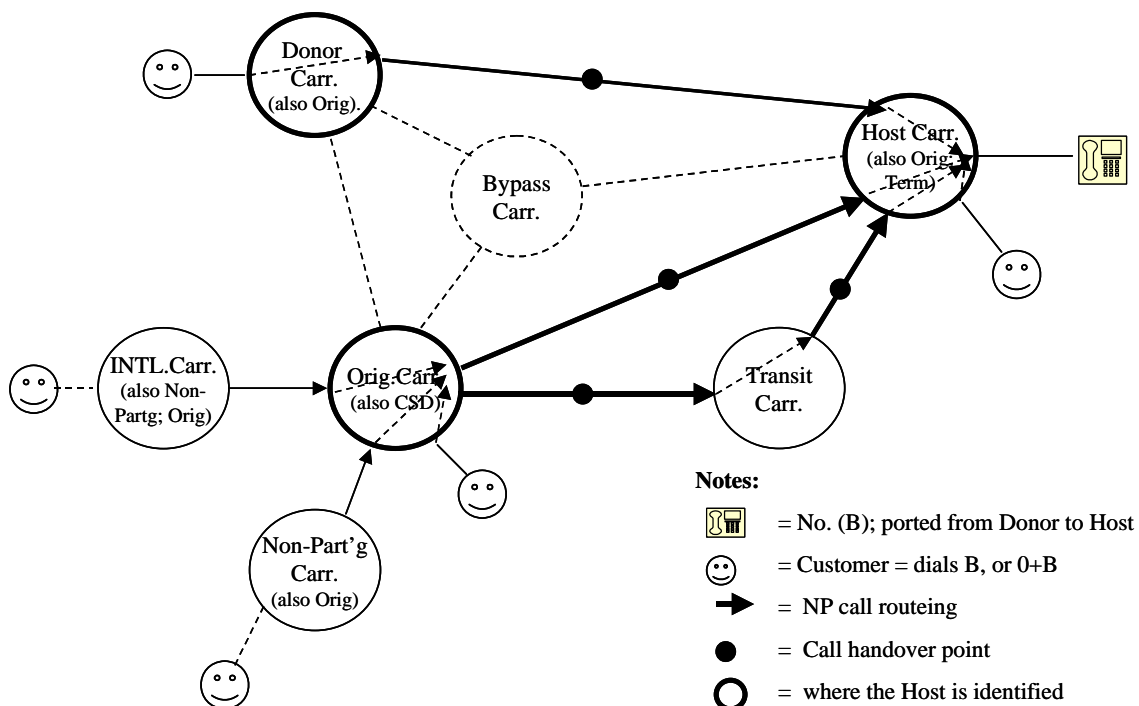 Donor
Carr.
(also Orig).
Host Carr.
(also Orig;
Term)
Bypass
Carr.
INTL.Carr.
(also Non-
Partg; Orig)
Orig.Carr.
(also CSD)
Transit
Carr.
Non-Part'g
Carr.
(also Orig)
Notes:
= No. (B); ported from Donor to Host
= Customer = dials B, or 0+B
= NP call routeing
= Call handover point
= where the Host is identified